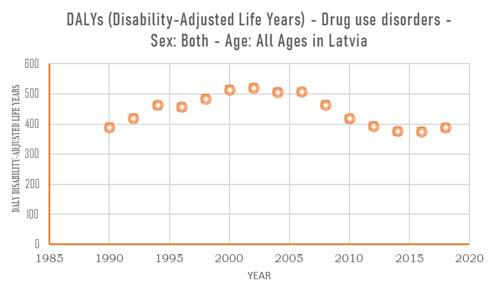 DALYs (Disability-Adjusted Life Years) - Drug use disorders -
Sex: Both - Age: All Ages in Latvia
DALY DISABILITY-ADJUSTED LIFE YEARS
600
500
400
300
200
100
0
1985 1990 1995 2000 2005 2010 2015 2020
YEAR